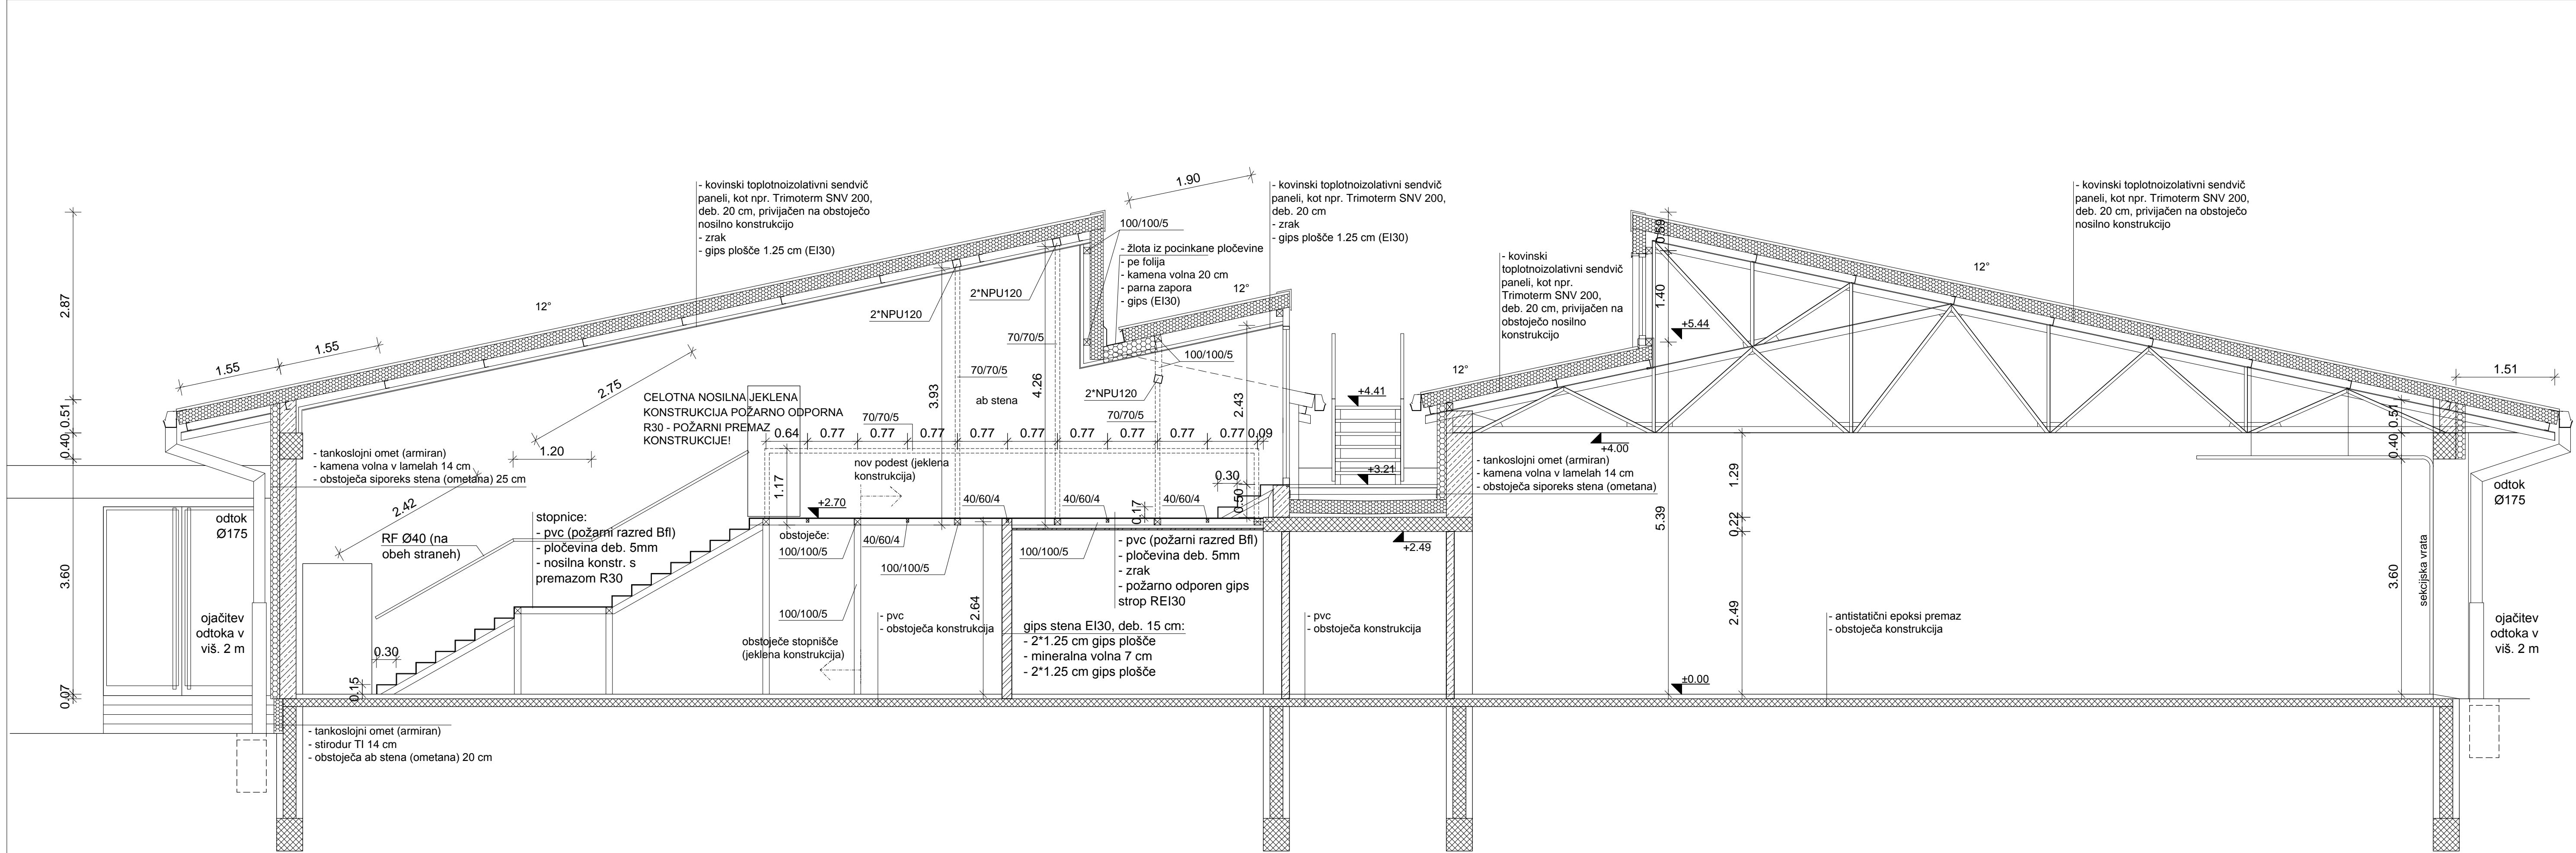 1.90
- kovinski toplotnoizolativni sendvič
paneli, kot npr. Trimoterm SNV 200,
deb. 20 cm, privijačen na obstoječo
nosilno konstrukcijo
- zrak
- gips plošče 1.25 cm (EI30)
- kovinski toplotnoizolativni sendvič
paneli, kot npr. Trimoterm SNV 200,
deb. 20 cm
- zrak
- gips plošče 1.25 cm (EI30)
- kovinski toplotnoizolativni sendvič
paneli, kot npr. Trimoterm SNV 200,
deb. 20 cm, privijačen na obstoječo
nosilno konstrukcijo
100/100/5
- žlota iz pocinkane pločevine
- pe folija
- kamena volna 20 cm
- parna zapora
- gips (EI30)
- kovinski
toplotnoizolativni sendvič
paneli, kot npr.
Trimoterm SNV 200,
deb. 20 cm, privijačen na
obstoječo nosilno
konstrukcijo
0.59
1.40
+5.44
12°
12°
12°
12°
2.87
0.51
0.40
3.60
0.07
1.55
1.55
2*NPU120
2*NPU120
2*NPU120
70/70/5
70/70/5
70/70/5
70/70/5
100/100/5
ab stena
3.93
4.26
2.43
2.75
1.20
2.42
CELOTNA NOSILNA JEKLENA
KONSTRUKCIJA POŽARNO ODPORNA
R30 - POŽARNI PREMAZ
KONSTRUKCIJE!
0.64
0.77
0.77
0.77
0.77
0.77
0.77
0.77
0.77
0.77
0.09
+4.41
+3.21
+4.00
1.51
- tankoslojni omet (armiran)
- kamena volna v lamelah 14 cm
- obstoječa siporeks stena (ometana) 25 cm
nov podest (jeklena
konstrukcija)
0.30
0.50
0.17
1.17
+2.70
40/60/4
40/60/4
40/60/4
40/60/4
- tankoslojni omet (armiran)
- kamena volna v lamelah 14 cm
- obstoječa siporeks stena (ometana)
1.29
0.22
2.49
5.39
+2.49
0.51
0.40
3.60
sekcijska vrata
odtok
Ø175
odtok
Ø175
RF Ø40 (na
obeh straneh)
stopnice:
- pvc (požarni razred Bfl)
- pločevina deb. 5mm
- nosilna konstr. s
premazom R30
obstoječe:
100/100/5
100/100/5
100/100/5
100/100/5
- pvc (požarni razred Bfl)
- pločevina deb. 5mm
- zrak
- požarno odporen gips
strop REI30
2.64
ojačitev
odtoka v
viš. 2 m
0.30
0.15
obstoječe stopnišče
(jeklena konstrukcija)
- pvc
- obstoječa konstrukcija
gips stena EI30, deb. 15 cm:
- 2*1.25 cm gips plošče
- mineralna volna 7 cm
- 2*1.25 cm gips plošče
- pvc
- obstoječa konstrukcija
- antistatični epoksi premaz
- obstoječa konstrukcija
±0.00
ojačitev
odtoka v
viš. 2 m
- tankoslojni omet (armiran)
- stirodur TI 14 cm
- obstoječa ab stena (ometana) 20 cm